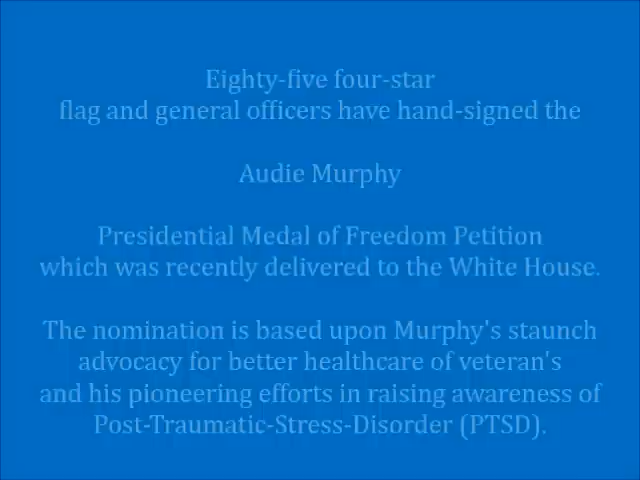 Eighty-five four-star
flag and general officers have hand-signed the
Audie Murphy
Presidential Medal of Freedom Petition
which was recently delivered to the White House.
The nomination is based upon Murphy's staunch
advocacy for better healthcare of veteran's
and his pioneering efforts in raising awareness of
Post-Traumatic-Stress-Disorder (PTSD).